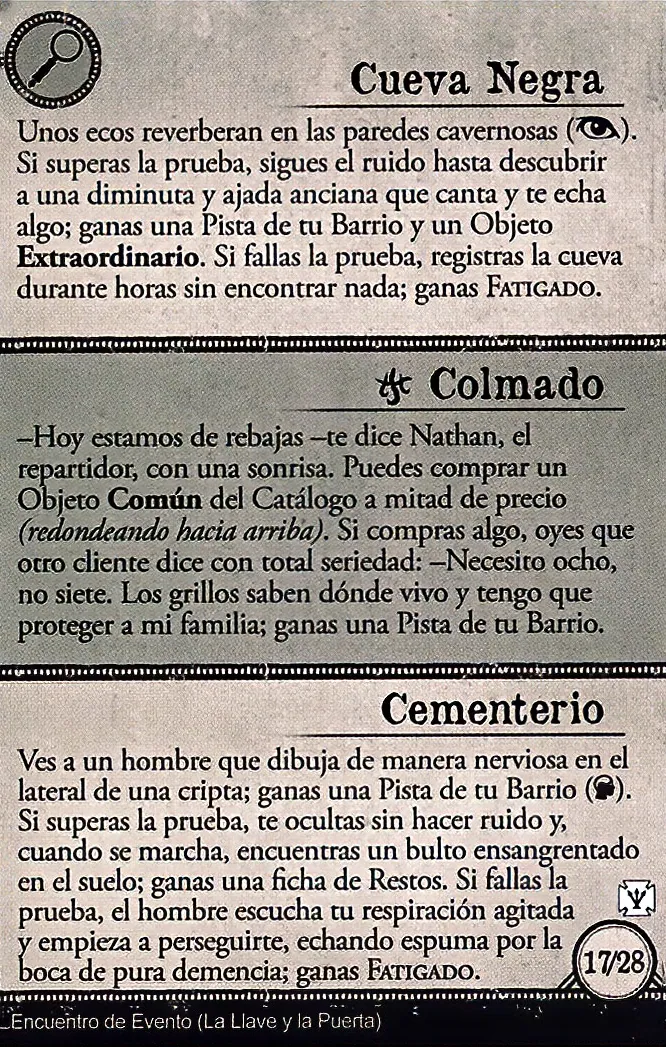 Cueva Negra
Unos ecos reverberan en las paredes cavernosas ( ).
Si superas la prueba, sigues el ruido hasta descubrir
a una diminuta y ajada anciana que canta y te echa
algo; ganas una Pista de tu Barrio y un Objeto
Extraordinario. Si fallas la prueba, registras la cueva
durante horas sin encontrar nada; ganas FATIGADO.
Colmado
–Hoy estamos de rebajas –te dice Nathan, el
repartidor, con una sonrisa. Puedes comprar un
Objeto Común del Catálogo a mitad de precio
(redondeando hacia arriba). Si compras algo, oyes que
otro cliente dice con total seriedad: –Necesito ocho,
no siete. Los grillos saben dónde vivo y tengo que
proteger a mi familia; ganas una Pista de tu Barrio.
Cementerio
Ves a un hombre que dibuja de manera nerviosa en el
lateral de una cripta; ganas una Pista de tu Barrio ( ).
Si superas la prueba, te ocultas sin hacer ruido y,
cuando se marcha, encuentras un bulto ensangrentado
en el suelo; ganas una ficha de Restos. Si fallas la
prueba, el hombre escucha tu respiración agitada
y empieza a perseguirte, echando espuma por la
boca de pura demencia; ganas FATIGADO.
17/28
Encuentro de Evento (La Llave y la Puerta)